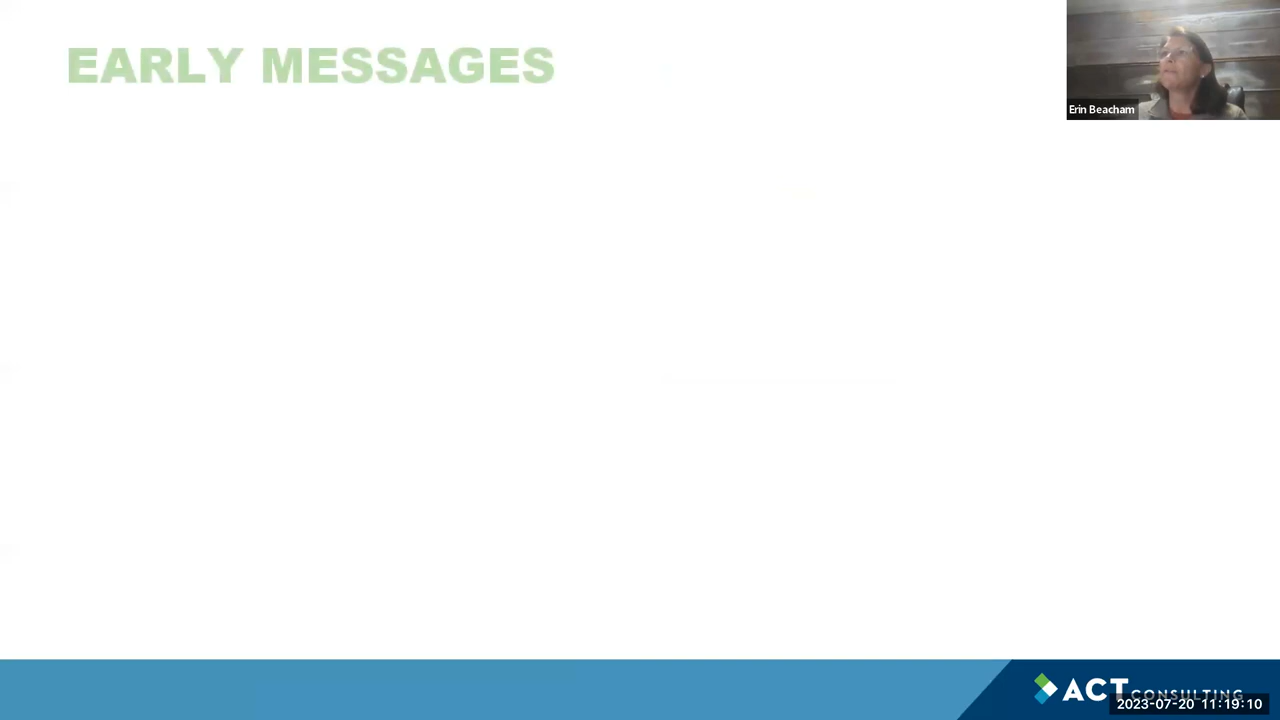 EARLY MESSAGES
Erin Beacham
ACT CONSULTING
2023-07-20 11:19:10